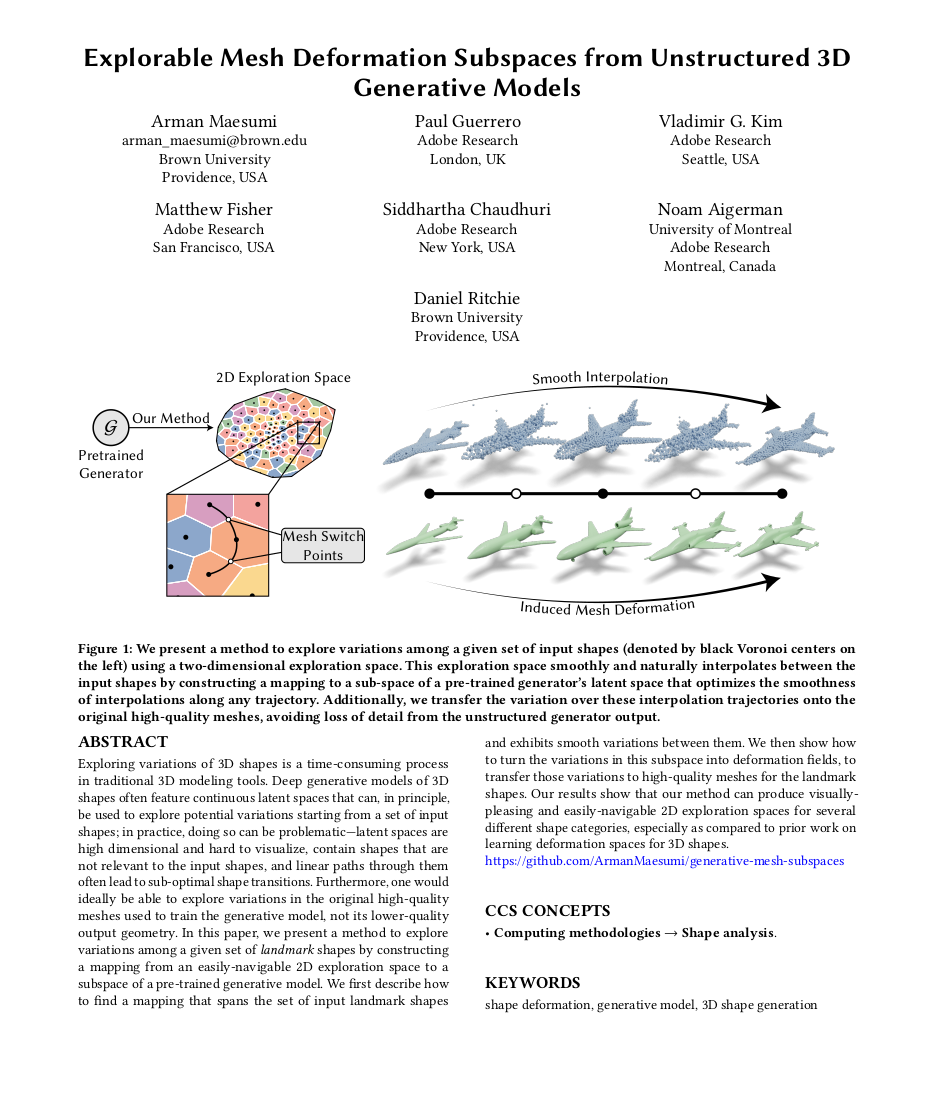 Explorable Mesh Deformation Subspaces from Unstructured 3D
Generative Models
Arman Maesumi
arman_maesumi@brown.edu
Brown University
Providence, USA
Paul Guerrero
Adobe Research
London, UK
Vladimir G. Kim
Adobe Research
Seattle, USA
Matthew Fisher
Adobe Research
San Francisco, USA
Siddhartha Chaudhuri
Adobe Research
New York, USA
Noam Aigerman
University of Montreal
Adobe Research
Montreal, Canada
Daniel Ritchie
Brown University
Providence, USA
2D Exploration Space
𝒢
Our Method
Pretrained
Generator
Mesh Switch
Points
Smooth Interpolation
Induced Mesh Deformation
Figure 1: We present a method to explore variations among a given set of input shapes (denoted by black Voronoi centers on
the left) using a two-dimensional exploration space. This exploration space smoothly and naturally interpolates between the
input shapes by constructing a mapping to a sub-space of a pre-trained generator's latent space that optimizes the smoothness
of interpolations along any trajectory. Additionally, we transfer the variation over these interpolation trajectories onto the
original high-quality meshes, avoiding loss of detail from the unstructured generator output.
ABSTRACT
Exploring variations of 3D shapes is a time-consuming process
in traditional 3D modeling tools. Deep generative models of 3D
shapes often feature continuous latent spaces that can, in principle,
be used to explore potential variations starting from a set of input
shapes; in practice, doing so can be problematic—latent spaces are
high dimensional and hard to visualize, contain shapes that are
not relevant to the input shapes, and linear paths through them
often lead to sub-optimal shape transitions. Furthermore, one would
ideally be able to explore variations in the original high-quality
meshes used to train the generative model, not its lower-quality
output geometry. In this paper, we present a method to explore
variations among a given set of landmark shapes by constructing
a mapping from an easily-navigable 2D exploration space to a
subspace of a pre-trained generative model. We first describe how
to find a mapping that spans the set of input landmark shapes
and exhibits smooth variations between them. We then show how
to turn the variations in this subspace into deformation fields, to
transfer those variations to high-quality meshes for the landmark
shapes. Our results show that our method can produce visually-
pleasing and easily-navigable 2D exploration spaces for several
different shape categories, especially as compared to prior work on
learning deformation spaces for 3D shapes.
https://github.com/ArmanMaesumi/generative-mesh-subspaces
CCS CONCEPTS
• Computing methodologies → Shape analysis.
KEYWORDS
shape deformation, generative model, 3D shape generation